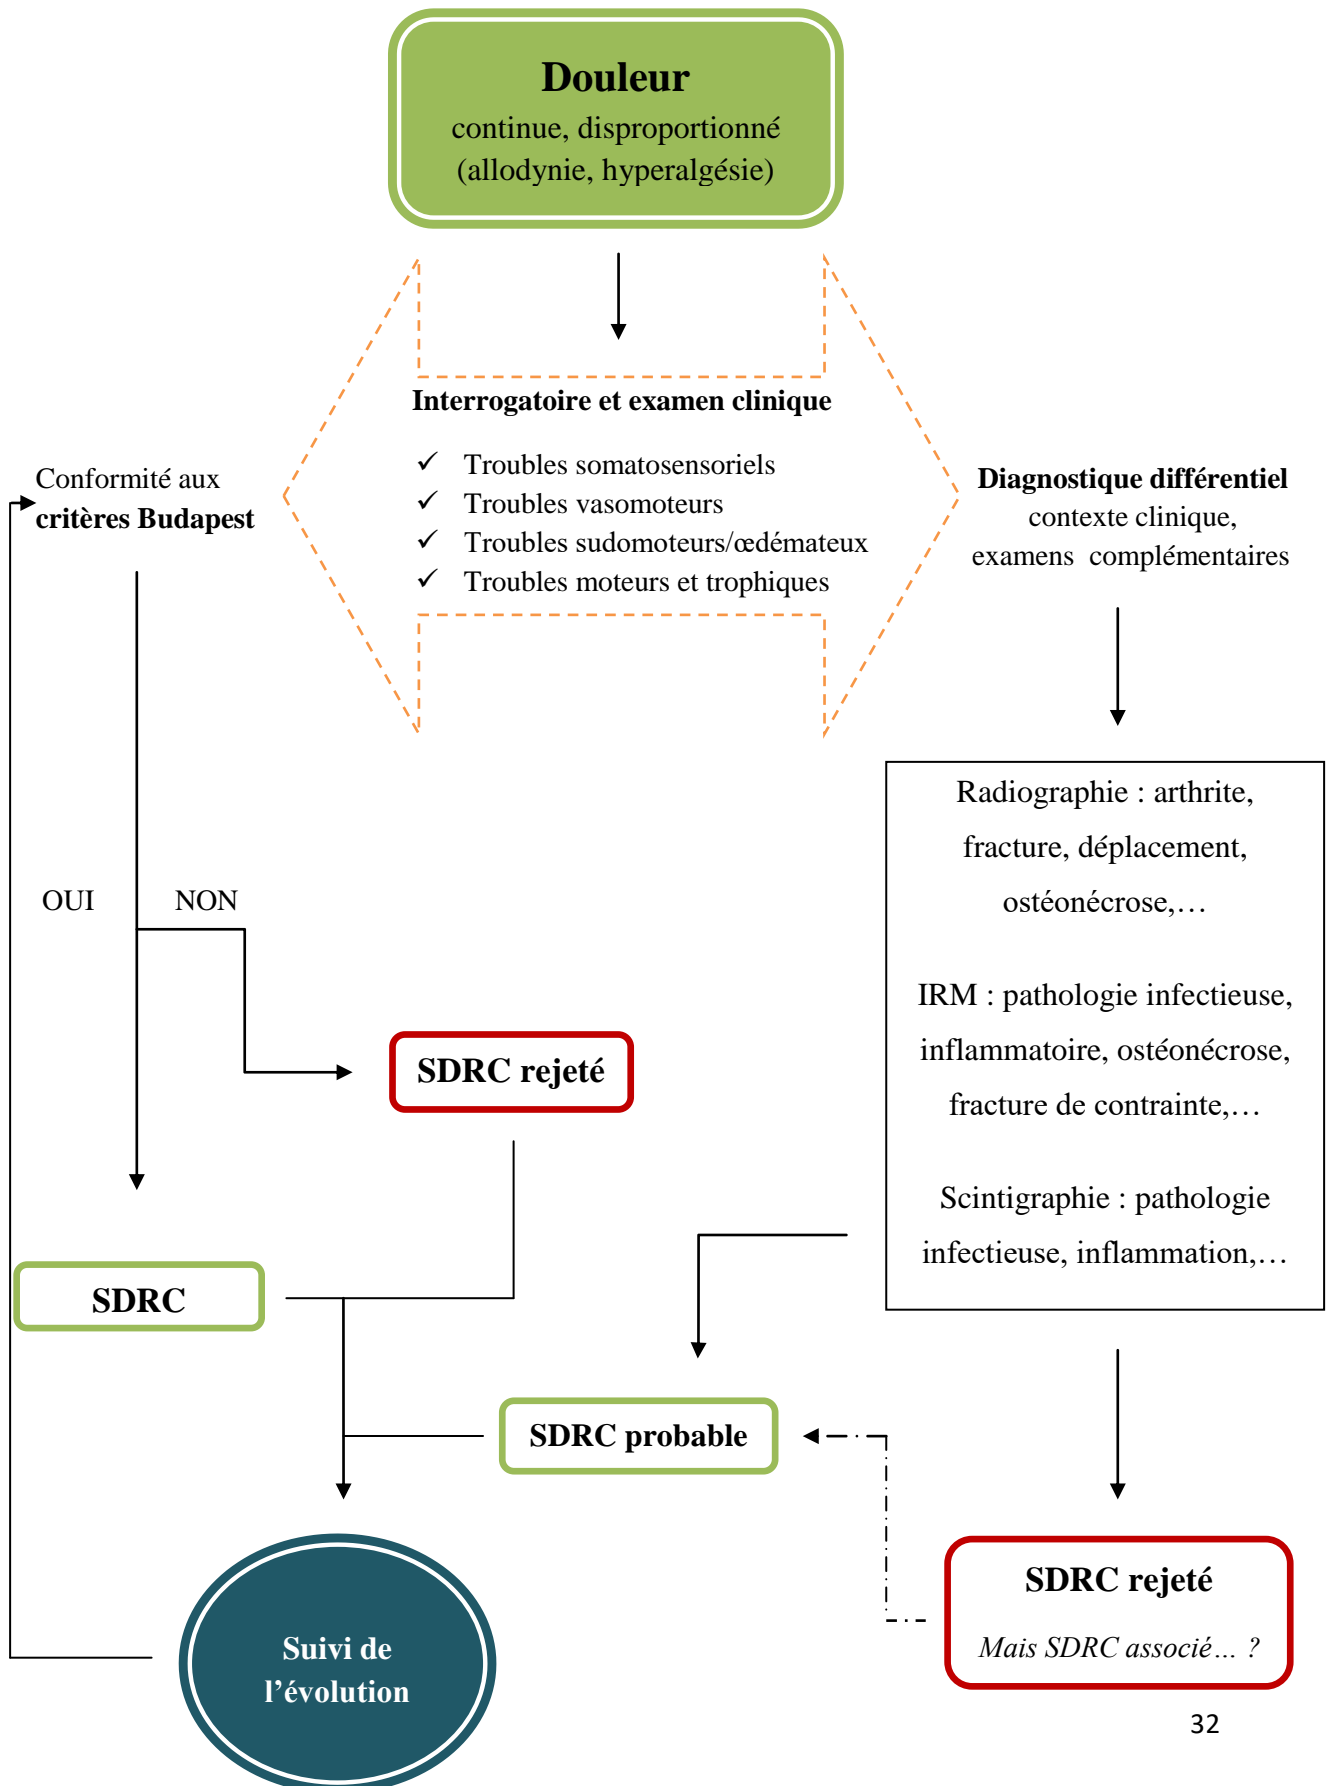 Douleur
continue, disproportionné
(allodynie, hyperalgésie)
Interrogatoire et examen clinique
✓ Troubles somatosensoriels
✓ Troubles vasomoteurs
✓ Troubles sudomoteurs/œdémateux
✓ Troubles moteurs et trophiques
Conformité aux
critères Budapest
Diagnostique différentiel
contexte clinique,
examens complémentaires
OUI
NON
Radiographie : arthrite,
fracture, déplacement,
ostéonécrose,…
IRM : pathologie infectieuse,
inflammatoire, ostéonécrose,
fracture de contrainte,…
Scintigraphie : pathologie
infectieuse, inflammation,…
SDRC rejeté
SDRC
SDRC probable
SDRC rejeté
Mais SDRC associé… ?
Suivi de
l’évolution
32